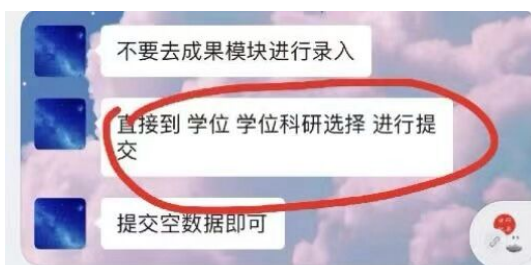 不要去成果模块进行录入
直接到 学位 学位科研选择 进行提
交
提交空数据即可